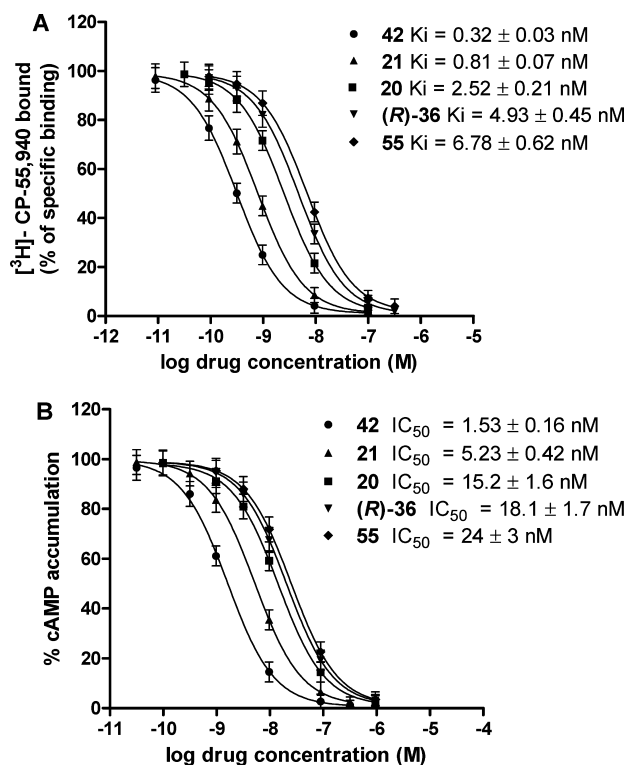 A
120
100
80
60
40
20
0
[³H]- CP-55,940 bound
(% of specific binding)
42 Ki = 0.32 ± 0.03 nM
21 Ki = 0.81 ± 0.07 nM
20 Ki = 2.52 ± 0.21 nM
(R)-36 Ki = 4.93 ± 0.45 nM
55 Ki = 6.78 ± 0.62 nM
-12 -11 -10 -9 -8 -7 -6 -5
log drug concentration (M)
B
120
100
80
60
40
20
0
% cAMP accumulation
42 IC₅₀ = 1.53 ± 0.16 nM
21 IC₅₀ = 5.23 ± 0.42 nM
20 IC₅₀ = 15.2 ± 1.6 nM
(R)-36 IC₅₀ = 18.1 ± 1.7 nM
55 IC₅₀ = 24 ± 3 nM
-11 -10 -9 -8 -7 -6 -5 -4
log drug concentration (M)